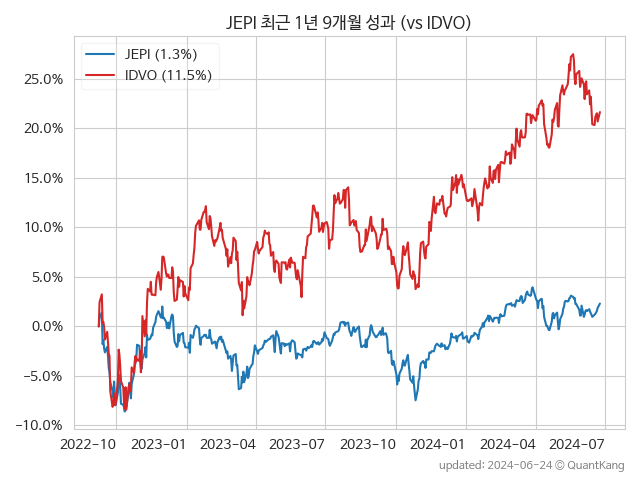 JEPI 최근 1년 9개월 성과 (vs IDVO)
JEPI (1.3%)
IDVO (11.5%)
25.0%
20.0%
15.0%
10.0%
5.0%
0.0%
−5.0%
−10.0%
2022-10 2023-01 2023-04 2023-07 2023-10 2024-01 2024-04 2024-07
updated: 2024-06-24 © QuantKang